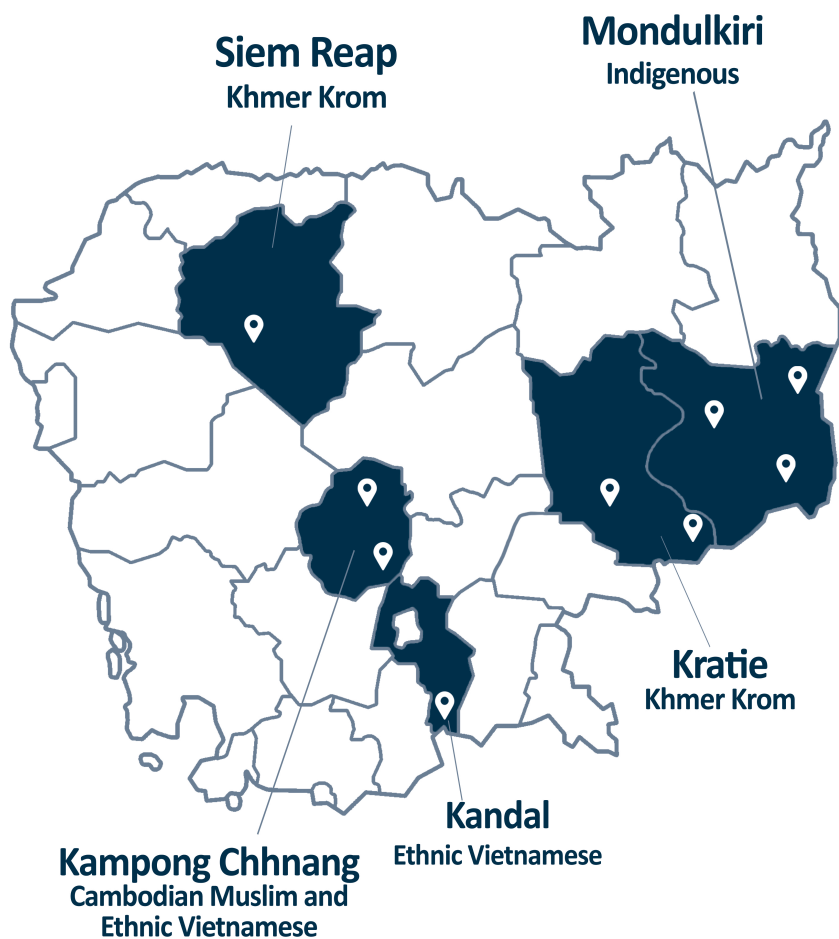 Siem Reap
Khmer Krom
Mondulkiri
Indigenous
Kratie
Khmer Krom
Kandal
Ethnic Vietnamese
Kampong Chhnang
Cambodian Muslim and
Ethnic Vietnamese